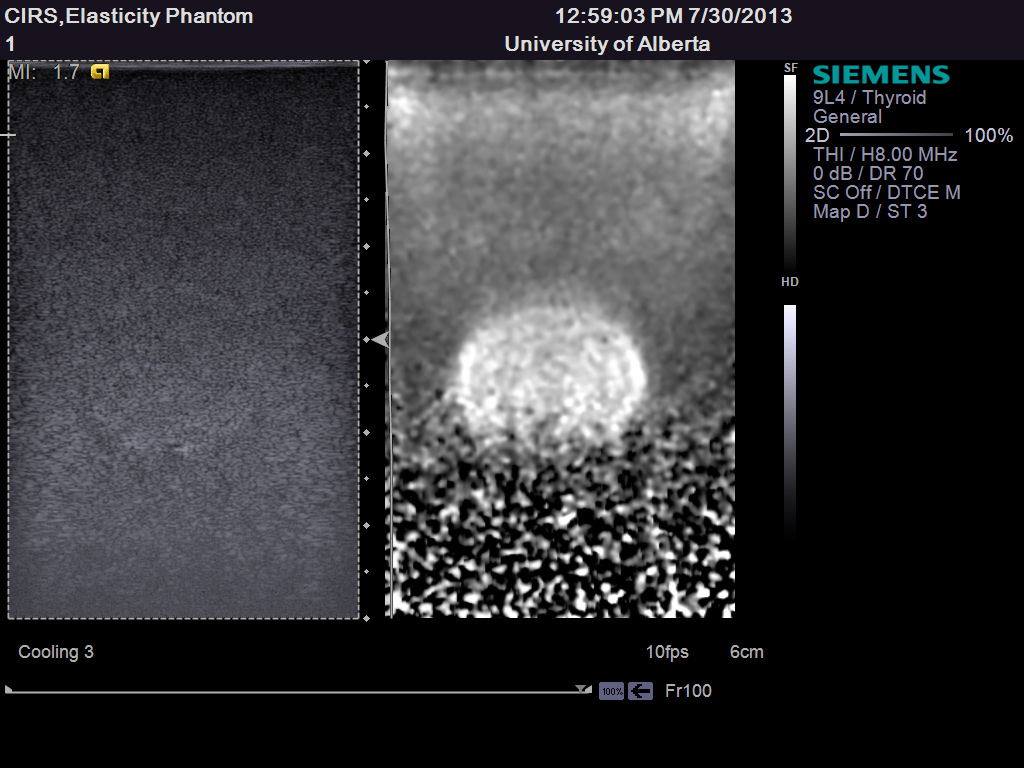 CIRS,Elasticity Phantom 12:59:03 PM 7/30/2013
1 University of Alberta
MI: 1.7
SF
SIEMENS
9L4 / Thyroid
General
2D 100%
THI / H8.00 MHz
0 dB / DR 70
SC Off / DTCE M
Map D / ST 3
HD
Cooling 3 10fps 6cm
100% Fr100